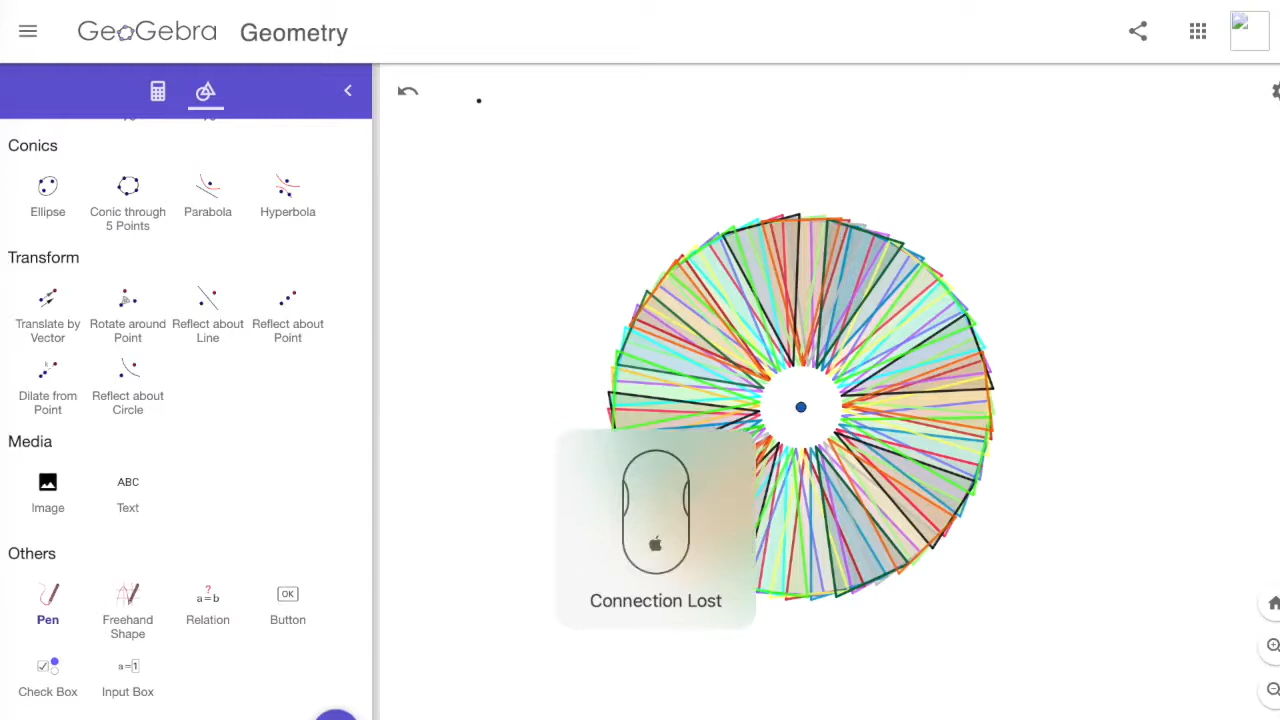 GeoGebra Geometry
Conics
Ellipse
Conic through
5 Points
Parabola
Hyperbola
Transform
Translate by
Vector
Rotate around
Point
Reflect about
Line
Reflect about
Point
Dilate from
Point
Reflect about
Circle
Media
Image
ABC
Text
Others
Pen
Freehand
Shape
?
a=b
Relation
OK
Button
Check Box
a=1
Input Box
Connection Lost